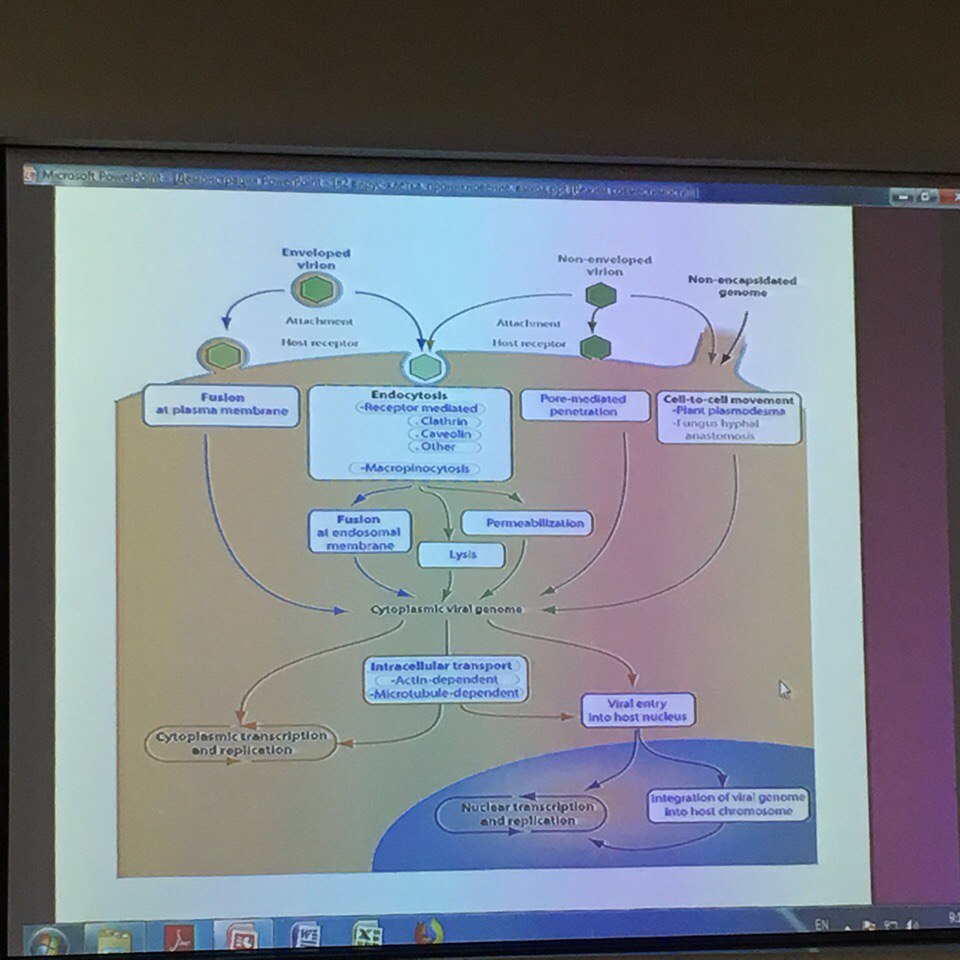 Microsoft PowerPoint
Enveloped
virion
Non-enveloped
virion
Non-encapsidated
genome
Attachment
Host receptor
Attachment
Host receptor
Fusion
at plasma membrane
Endocytosis
-Receptor mediated
. Clathrin
. Caveolin
. Other
-Macropinocytosis
Pore-mediated
penetration
Cell-to-cell movement
-Plant plasmodesma
-Fungus hyphal
anastomosis
Fusion
at endosomal
membrane
Permeabilization
Lysis
Cytoplasmic viral genome
Intracellular transport
-Actin-dependent
-Microtubule-dependent
Viral entry
into host nucleus
Cytoplasmic transcription
and replication
Nuclear transcription
and replication
Integration of viral genome
into host chromosome
EN